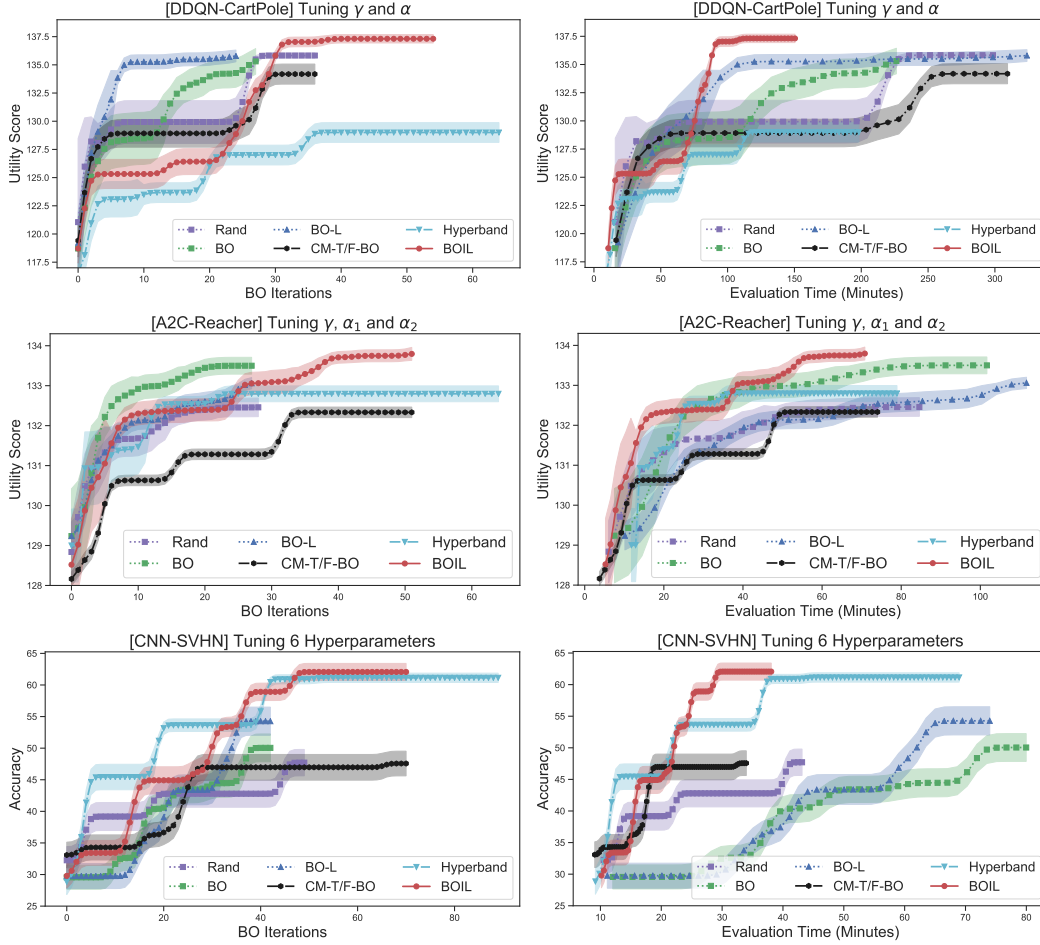 [DDQN-CartPole] Tuning γ and α
137.5
135.0
132.5
130.0
127.5
125.0
122.5
120.0
117.5
Utility Score
0 10 20 30 40 50 60
BO Iterations
Rand BO-L Hyperband
BO CM-T/F-BO BOIL
[DDQN-CartPole] Tuning γ and α
137.5
135.0
132.5
130.0
127.5
125.0
122.5
120.0
117.5
Utility Score
0 50 100 150 200 250 300
Evaluation Time (Minutes)
Rand BO-L Hyperband
BO CM-T/F-BO BOIL
[A2C-Reacher] Tuning γ, α₁ and α₂
134
133
132
131
130
129
128
Utility Score
0 10 20 30 40 50 60
BO Iterations
Rand BO-L Hyperband
BO CM-T/F-BO BOIL
[A2C-Reacher] Tuning γ, α₁ and α₂
134
133
132
131
130
129
128
Utility Score
0 20 40 60 80 100
Evaluation Time (Minutes)
Rand BO-L Hyperband
BO CM-T/F-BO BOIL
[CNN-SVHN] Tuning 6 Hyperparameters
65
60
55
50
45
40
35
30
25
Accuracy
0 20 40 60 80
BO Iterations
Rand BO-L Hyperband
BO CM-T/F-BO BOIL
[CNN-SVHN] Tuning 6 Hyperparameters
65
60
55
50
45
40
35
30
25
Accuracy
10 20 30 40 50 60 70 80
Evaluation Time (Minutes)
Rand BO-L Hyperband
BO CM-T/F-BO BOIL